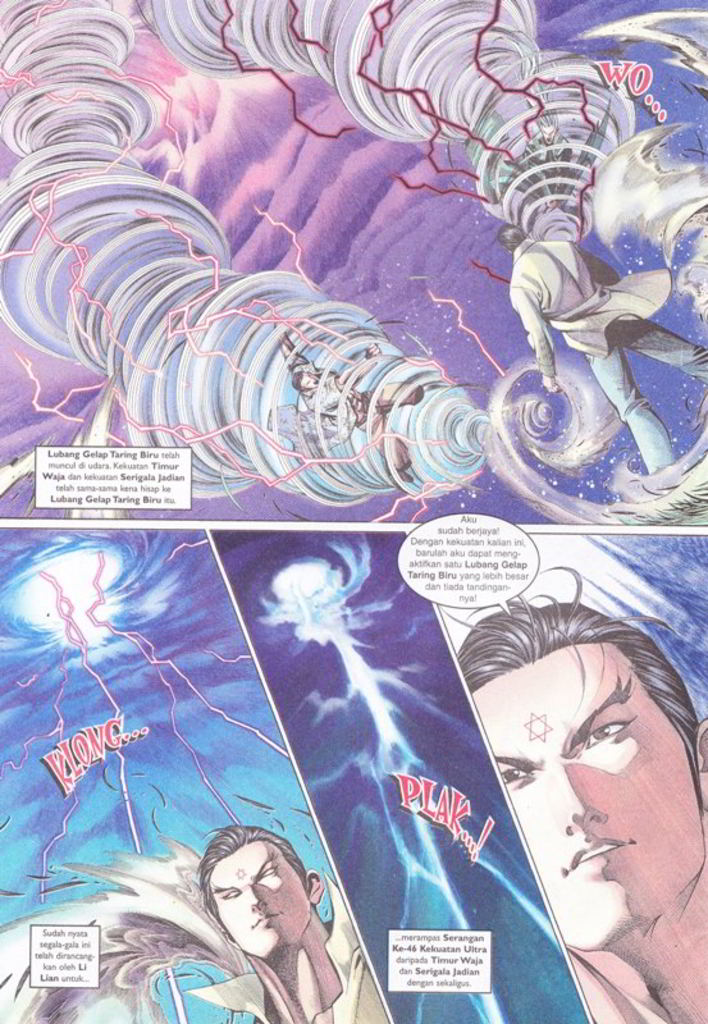 WO...
Lubang Gelap Taring Biru telah
muncul di udara. Kekuatan Timur
Waja dan kekuatan Serigala Jadian
telah sama-sama kena hisap ke
Lubang Gelap Taring Biru itu.
KLONG...
Sudah nyata
segala-gala ini
telah dirancang-
kan oleh Li
Lian untuk...
PLAK...!
...merampas Serangan
Ke-46 Kekuatan Ultra
daripada Timur Waja
dan Serigala Jadian
dengan sekaligus.
Aku
sudah berjaya!
Dengan kekuatan kalian ini,
barulah aku dapat meng-
aktifkan satu Lubang Gelap
Taring Biru yang lebih besar
dan tiada tandingan-
nya!